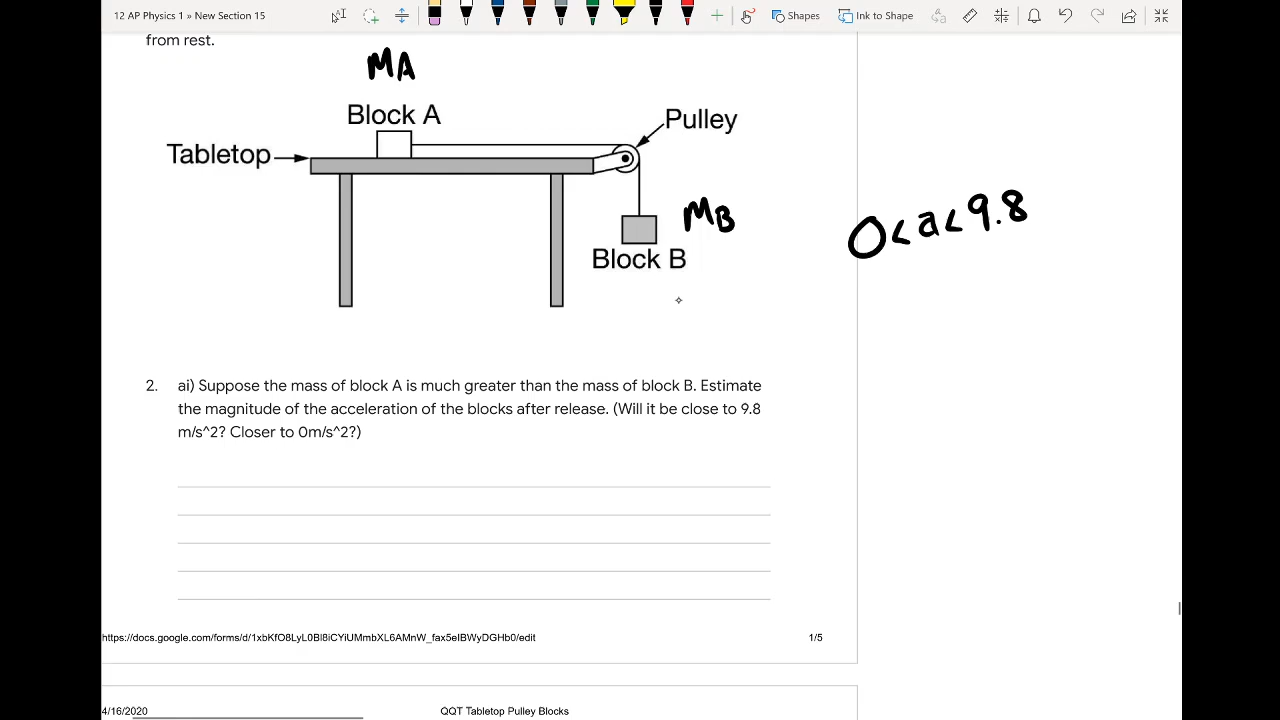 12 AP Physics 1 » New Section 15
Shapes
Ink to Shape
from rest.
MA
Block A
Pulley
Tabletop
MB
0<a<9.8
Block B
2. ai) Suppose the mass of block A is much greater than the mass of block B. Estimate
the magnitude of the acceleration of the blocks after release. (Will it be close to 9.8
m/s^2? Closer to 0m/s^2?)
https://docs.google.com/forms/d/1xbKfO8LyL0Bl8iCYiUMmbXL6AMnW_fax5eIBWyDGHb0/edit
1/5
4/16/2020
QQT Tabletop Pulley Blocks